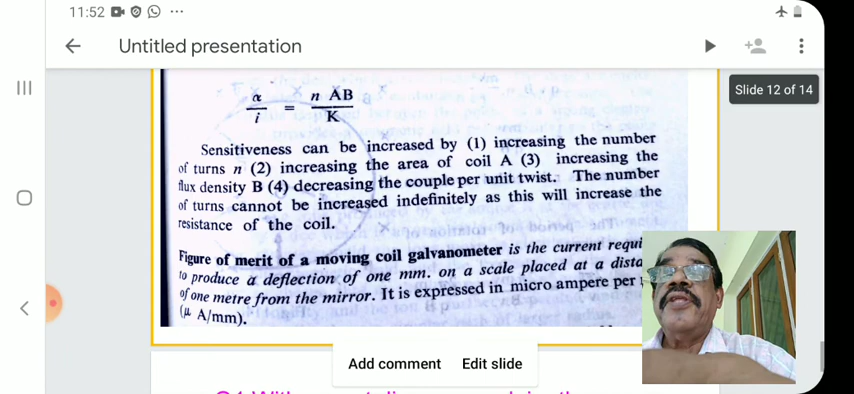 11:52
Untitled presentation
Slide 12 of 14
α/i = n AB/K
Sensitiveness can be increased by (1) increasing the number
of turns n (2) increasing the area of coil A (3) increasing the
flux density B (4) decreasing the couple per unit twist. The number
of turns cannot be increased indefinitely as this will increase the
resistance of the coil.
Figure of merit of a moving coil galvanometer is the current requi
to produce a deflection of one mm. on a scale placed at a dista
of one metre from the mirror. It is expressed in micro ampere per
(μ A/mm).
Add comment Edit slide